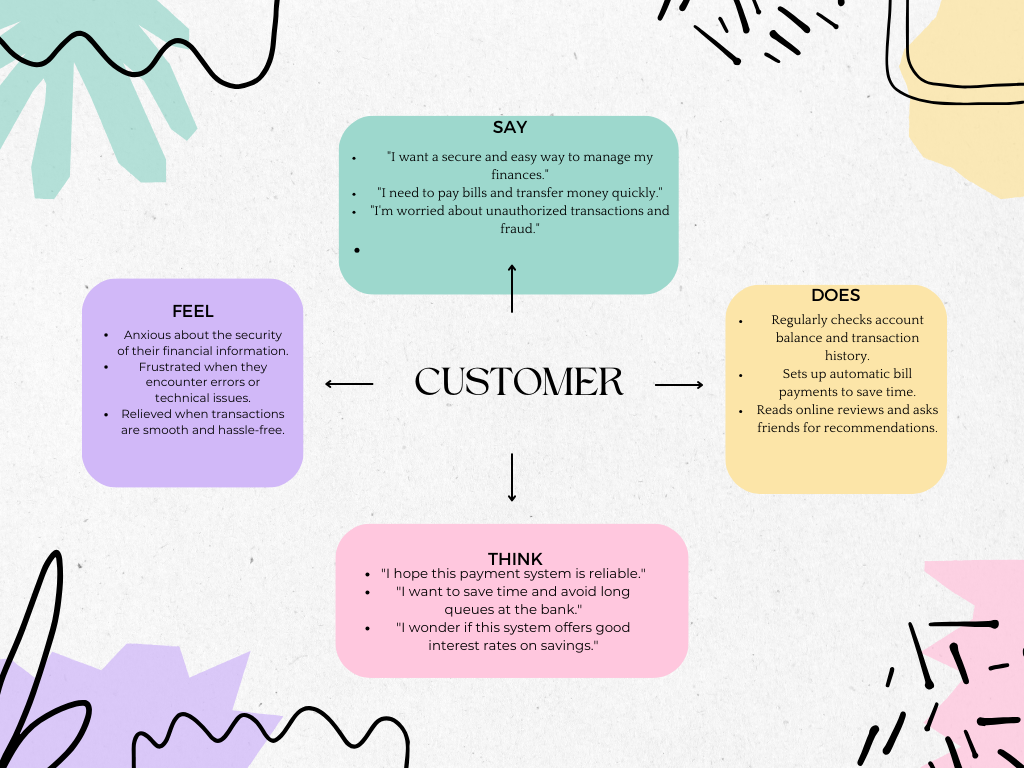 SAY
• "I want a secure and easy way to manage my
finances."
• "I need to pay bills and transfer money quickly."
• "I'm worried about unauthorized transactions and
fraud."
•
FEEL
• Anxious about the security
of their financial information.
• Frustrated when they
encounter errors or
technical issues.
• Relieved when transactions
are smooth and hassle-free.
CUSTOMER
DOES
• Regularly checks account
balance and transaction
history.
• Sets up automatic bill
payments to save time.
• Reads online reviews and asks
friends for recommendations.
THINK
• "I hope this payment system is reliable."
• "I want to save time and avoid long
queues at the bank."
• "I wonder if this system offers good
interest rates on savings."